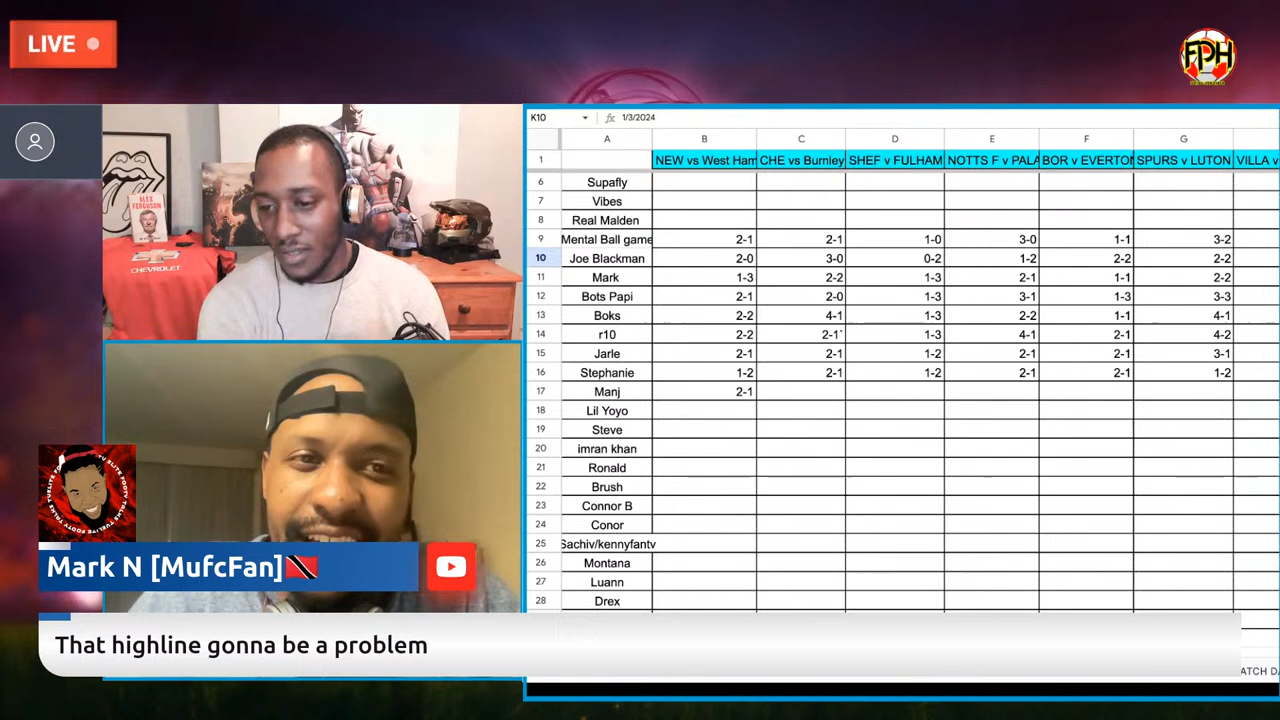 LIVE
FPH
ALEX
FERGUSON
CHEVROLET
K10 fx 1/3/2024
A B C D E F G
1 NEW vs West Ham CHE vs Burnley SHEF v FULHAM NOTTS F v PALA BOR v EVERTON SPURS v LUTON VILLA v
6 Supafly
7 Vibes
8 Real Malden
9 Mental Ball game 2-1 2-1 1-0 3-0 1-1 3-2
10 Joe Blackman 2-0 3-0 0-2 1-2 2-2 2-2
11 Mark 1-3 2-2 1-3 2-1 1-1 2-2
12 Bots Papi 2-1 2-0 1-3 3-1 1-3 3-3
13 Boks 2-2 4-1 1-3 2-2 1-1 4-1
14 r10 2-2 2-1` 1-3 4-1 2-1 4-2
15 Jarle 2-1 2-1 1-2 2-1 2-1 3-1
16 Stephanie 1-2 2-1 1-2 2-1 2-1 1-2
17 Manj 2-1
18 Lil Yoyo
19 Steve
20 imran khan
21 Ronald
22 Brush
23 Connor B
24 Conor
25 Sachiv/kennyfantv
26 Montana
27 Luann
28 Drex
ATCH DA
Mark N [MufcFan]🇹🇹
That highline gonna be a problem